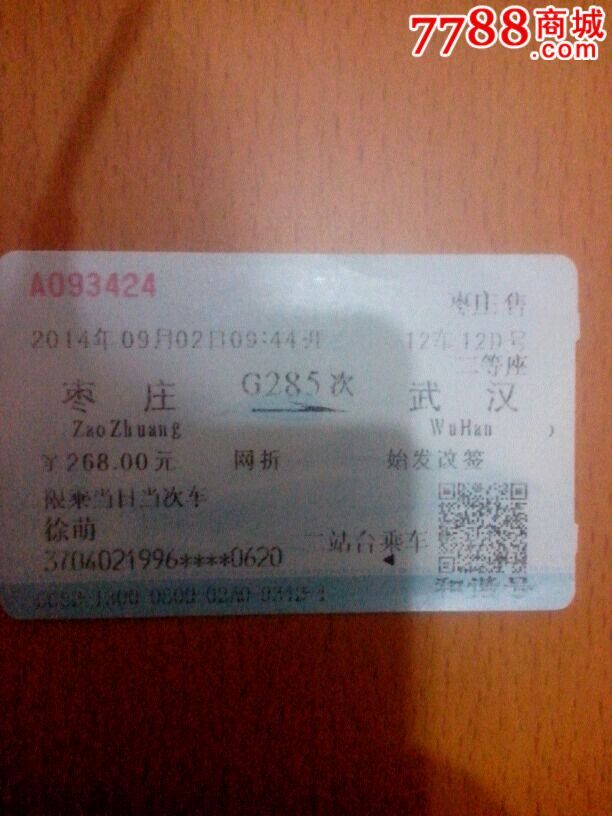 7788商城
.com
A093424
枣庄售
2014年09月02日09:44开
12车12D号
二等座
枣庄
G285次
武汉
ZaoZhuang
WuHan
￥268.00元
网折
始发改签
限乘当日当次车
徐萌
二站台乘车
3704021996****0620
和谐号